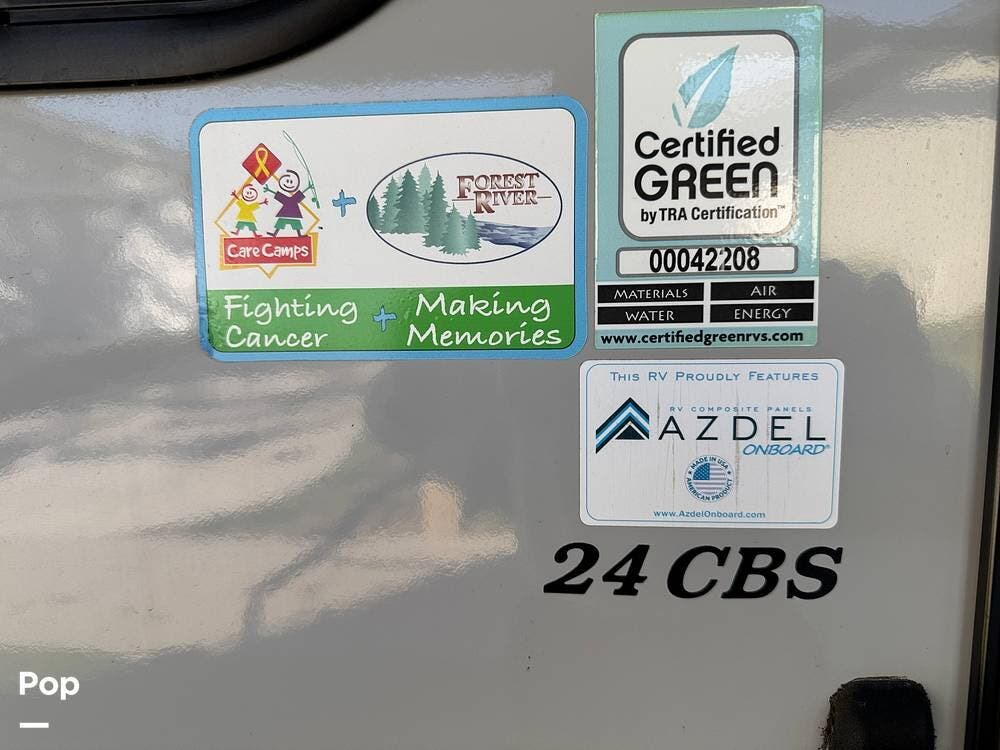 Care Camps
+
FOREST
RIVER
Fighting + Making
Cancer Memories
Certified
GREEN
by TRA Certification™
00042208
MATERIALS AIR
WATER ENERGY
www.certifiedgreenrvs.com
THIS RV PROUDLY FEATURES
RV COMPOSITE PANELS
AZDEL
ONBOARD®
MADE IN USA
AMERICAN PRODUCT
www.AzdelOnboard.com
24 CBS
Pop